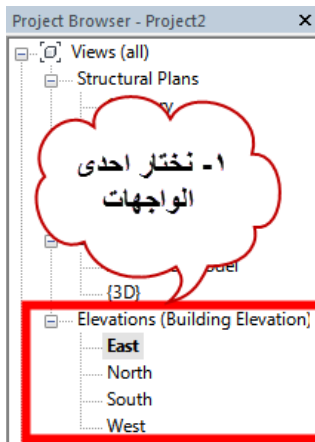 Project Browser - Project2
Views (all)
Structural Plans
١- نختار احدى
الواجهات
{3D}
Elevations (Building Elevation)
East
North
South
West